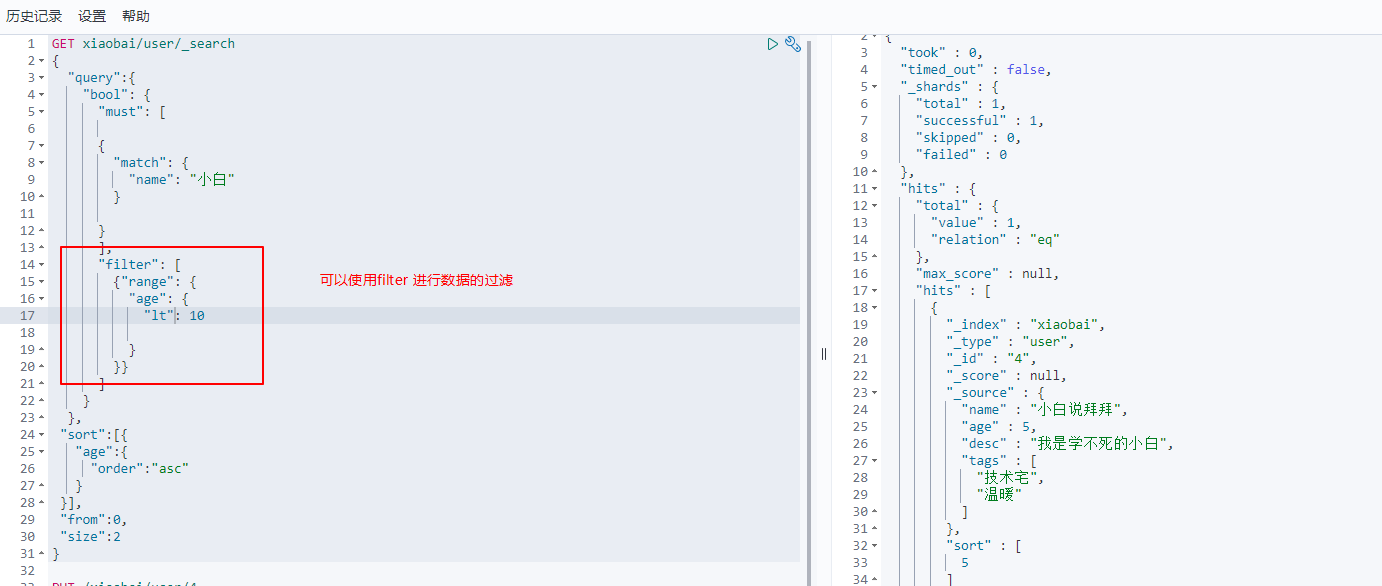 历史记录 设置 帮助
1 GET xiaobai/user/_search
2 {
3 "query":{
4 "bool": {
5 "must": [
6
7 {
8 "match": {
9 "name": "小白"
10 }
11
12 }
13 ],
14 "filter": [
15 {"range": {
16 "age": {
17 "lt": 10
18
19 }
20 }}
21 ]
22 }
23 },
24 "sort":[{
25 "age":{
26 "order":"asc"
27 }
28 }],
29 "from":0,
30 "size":2
31 }
32
可以使用filter 进行数据的过滤
2 {
3 "took" : 0,
4 "timed_out" : false,
5 "_shards" : {
6 "total" : 1,
7 "successful" : 1,
8 "skipped" : 0,
9 "failed" : 0
10 },
11 "hits" : {
12 "total" : {
13 "value" : 1,
14 "relation" : "eq"
15 },
16 "max_score" : null,
17 "hits" : [
18 {
19 "_index" : "xiaobai",
20 "_type" : "user",
21 "_id" : "4",
22 "_score" : null,
23 "_source" : {
24 "name" : "小白说拜拜",
25 "age" : 5,
26 "desc" : "我是学不死的小白",
27 "tags" : [
28 "技术宅",
29 "温暖"
30 ]
31 },
32 "sort" : [
33 5
34 ]